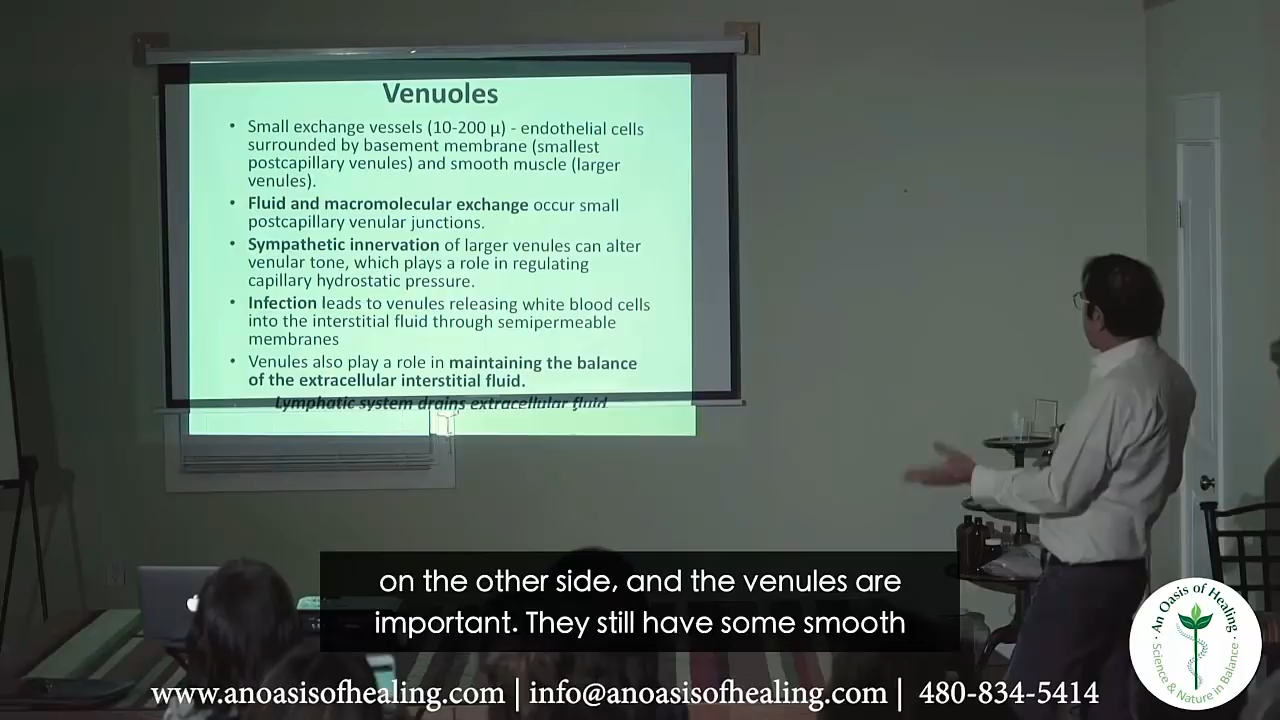 Venuoles
• Small exchange vessels (10-200 µ) - endothelial cells
surrounded by basement membrane (smallest
postcapillary venules) and smooth muscle (larger
venules).
• Fluid and macromolecular exchange occur small
postcapillary venular junctions.
• Sympathetic innervation of larger venules can alter
venular tone, which plays a role in regulating
capillary hydrostatic pressure.
• Infection leads to venules releasing white blood cells
into the interstitial fluid through semipermeable
membranes
• Venules also play a role in maintaining the balance
of the extracellular interstitial fluid.
Lymphatic system drains extracellular fluid
on the other side, and the venules are
important. They still have some smooth
An Oasis of Healing
Science & Nature in Balance
www.anoasisofhealing.com | info@anoasisofhealing.com | 480-834-5414